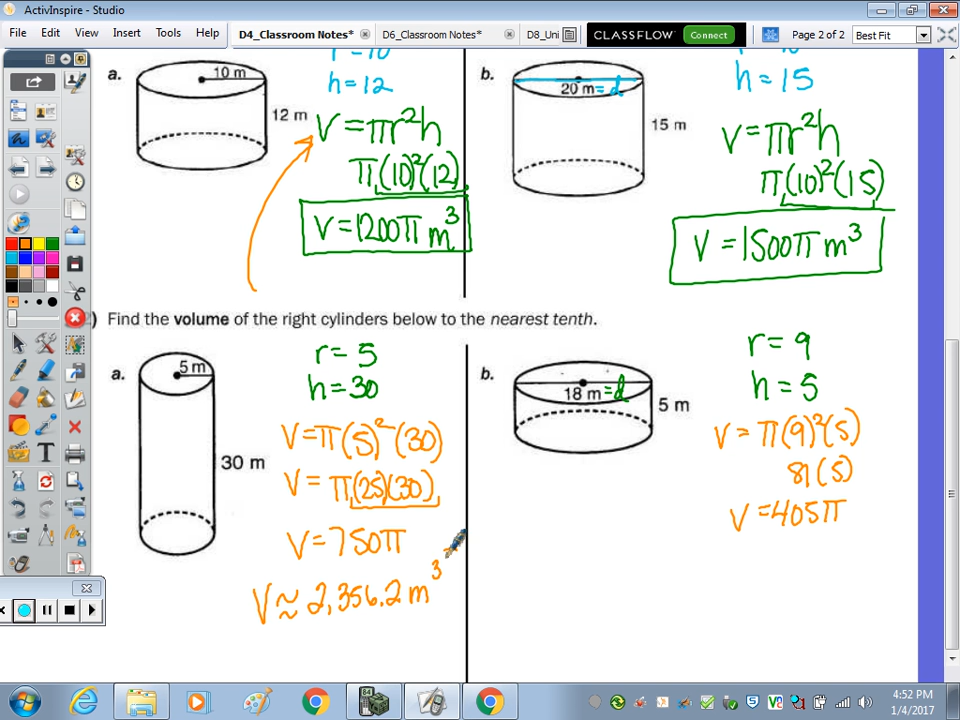 ActivInspire - Studio
File Edit View Insert Tools Help D4_Classroom Notes* D6_Classroom Notes* D8_Uni CLASSFLOW Connect Page 2 of 2 Best Fit
a.
10 m
12 m
h = 12
V = πr²h
π(10)²(12)
V = 1200π m³
b.
20 m = d
15 m
h = 15
V = πr²h
π(10)²(15)
V = 1500π m³
) Find the volume of the right cylinders below to the nearest tenth.
a.
5 m
30 m
r = 5
h = 30
V = π(5)²(30)
V = π(25)(30)
V = 750π
V ≈ 2,356.2 m³
b.
18 m = d
5 m
r = 9
h = 5
V = π(9)²(5)
81(5)
V = 405π
4:52 PM
1/4/2017